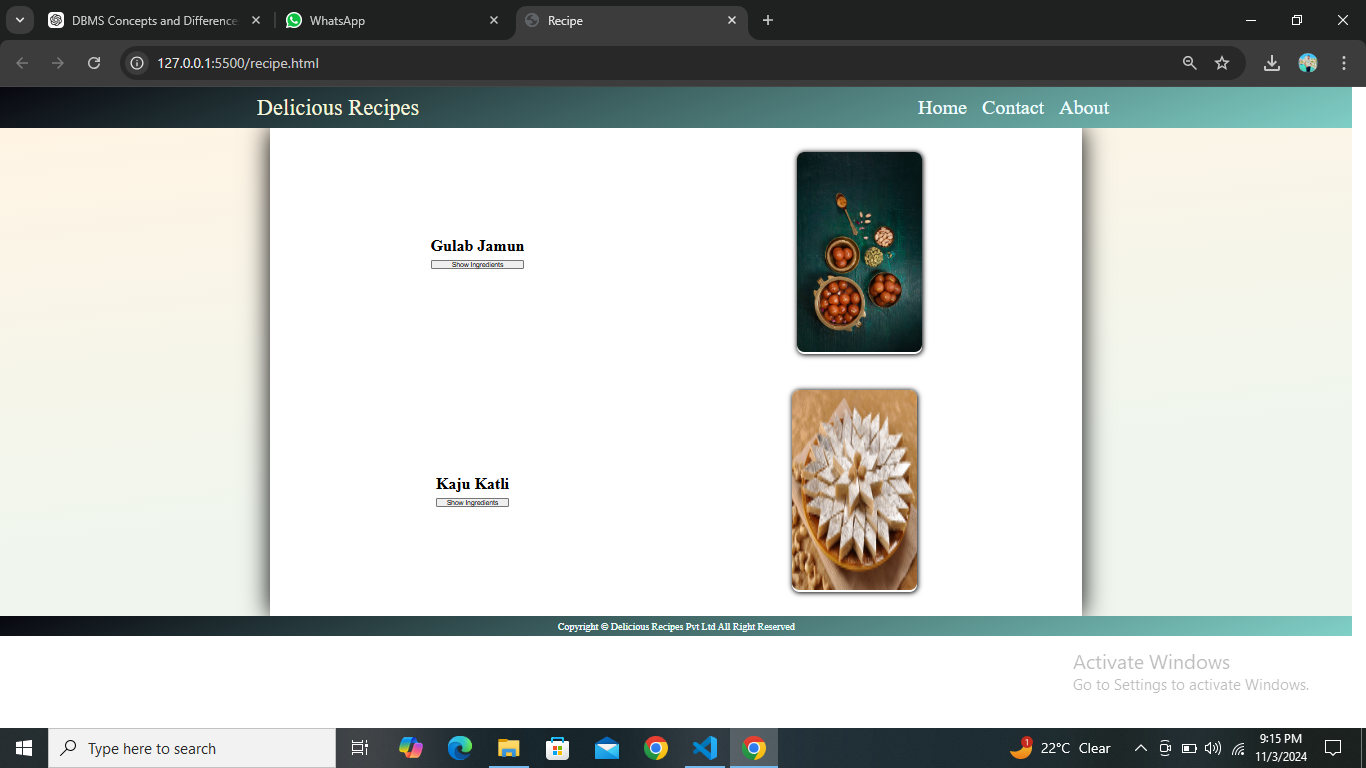 DBMS Concepts and Difference
WhatsApp
Recipe
127.0.0.1:5500/recipe.html
Delicious Recipes
Home Contact About
Gulab Jamun
Show Ingredients
Kaju Katli
Show Ingredients
Copyright © Delicious Recipes Pvt Ltd All Right Reserved
Activate Windows
Go to Settings to activate Windows.
Type here to search
1
22°C Clear
9:15 PM
11/3/2024